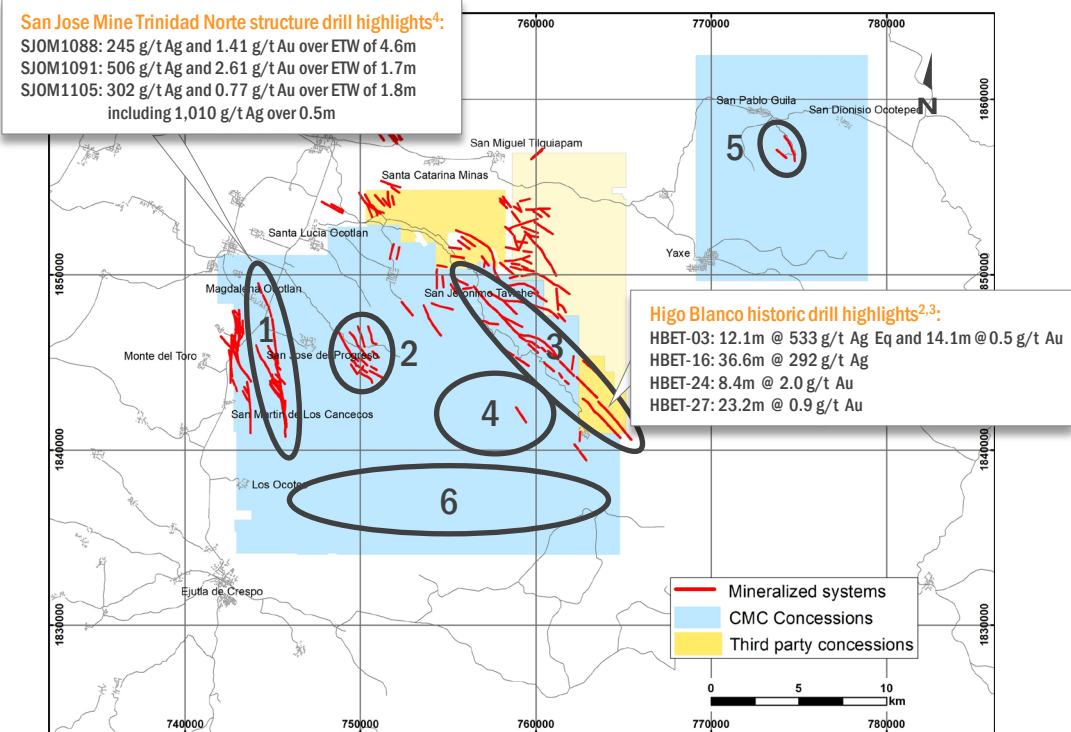 San Jose Mine Trinidad Norte structure drill highlights4:
SJOM1088: 245 g/t Ag and 1.41 g/t Au over ETW of 4.6m
SJOM1091: 506 g/t Ag and 2.61 g/t Au over ETW of 1.7m
SJOM1105: 302 g/t Ag and 0.77 g/t Au over ETW of 1.8m
including 1,010 g/t Ag over 0.5m
760000
770000
780000
1860000
N
San Pablo Guila
San Dionisio Ocotepec
5
San Miguel Tilquiapam
Santa Catarina Minas
Santa Lucia Ocotlan
Yaxe
1850000
1850000
Magdalena Ocotlan
San Jeronimo Taviche
1
San Jose del Progreso
2
3
Monte del Toro
San Martin de Los Cancecos
4
Higo Blanco historic drill highlights2,3:
HBET-03: 12.1m @ 533 g/t Ag Eq and 14.1m @ 0.5 g/t Au
HBET-16: 36.6m @ 292 g/t Ag
HBET-24: 8.4m @ 2.0 g/t Au
HBET-27: 23.2m @ 0.9 g/t Au
1840000
1840000
Los Ocotes
6
Ejutla de Crespo
1830000
1830000
Mineralized systems
CMC Concessions
Third party concessions
0 5 10
km
740000
750000
760000
770000
780000